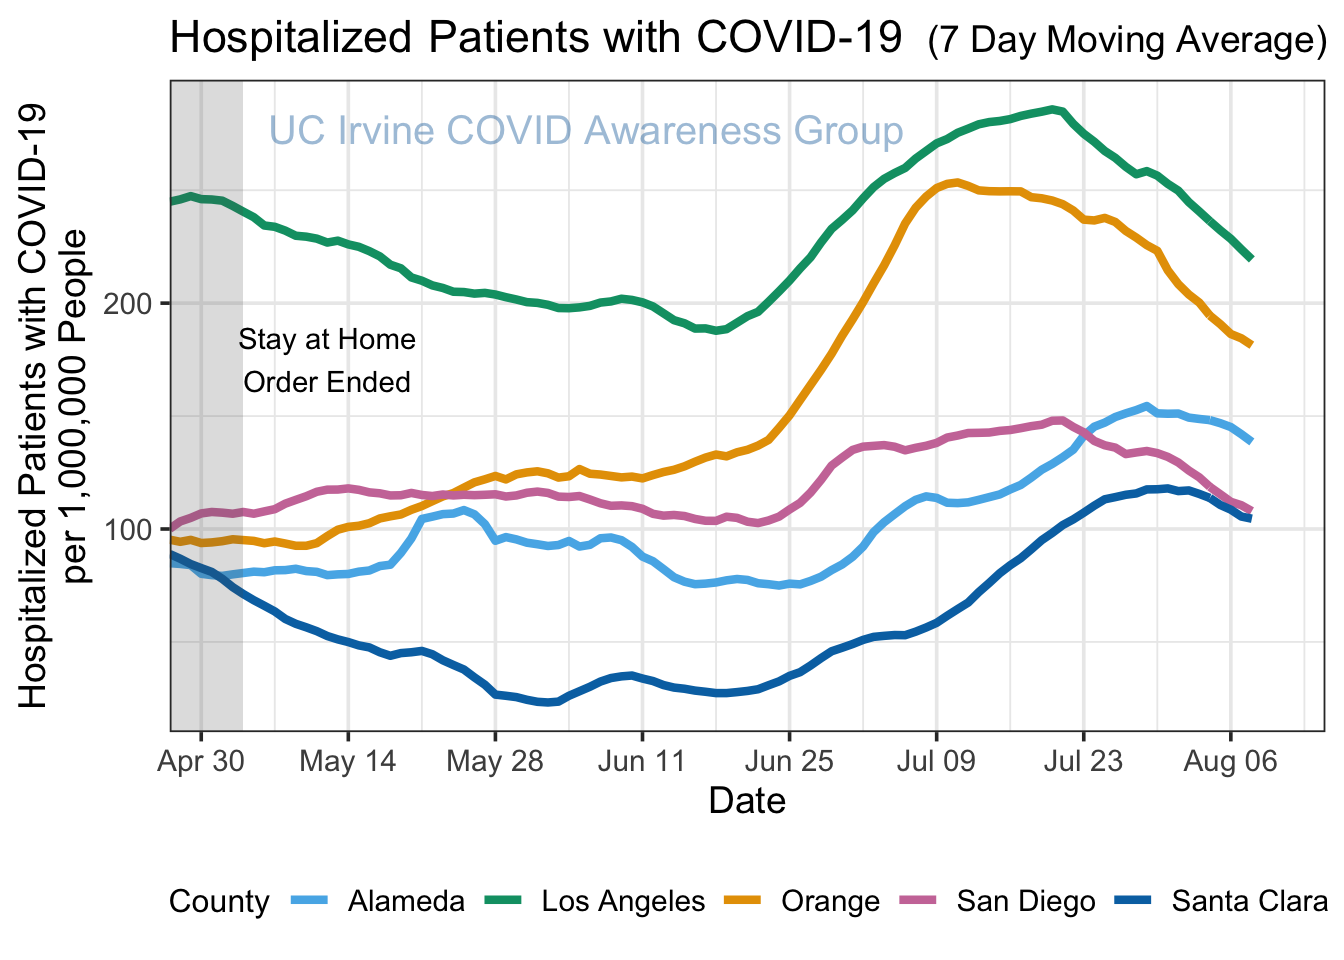 Hospitalized Patients with COVID-19 (7 Day Moving Average)
Hospitalized Patients with COVID-19
per 1,000,000 People
UC Irvine COVID Awareness Group
200
Stay at Home
Order Ended
100
Apr 30 May 14 May 28 Jun 11 Jun 25 Jul 09 Jul 23 Aug 06
Date
County Alameda Los Angeles Orange San Diego Santa Clara